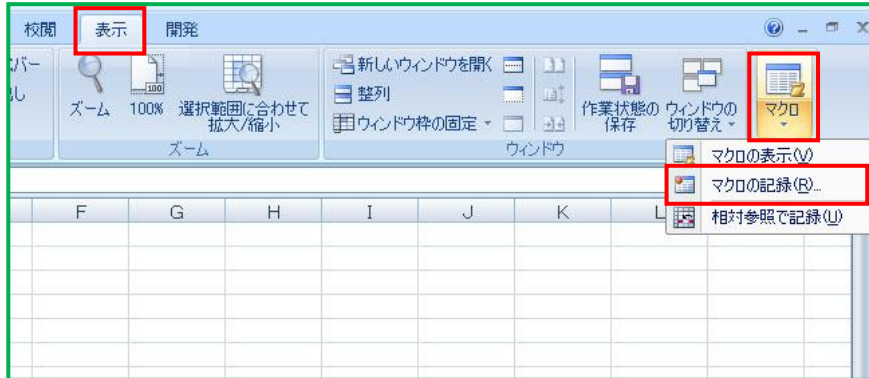 校閲 表示 開発
バー
ズーム 100% 選択範囲に合わせて
拡大/縮小
ズーム
新しいウィンドウを開く
整列
ウィンドウ枠の固定
作業状態の
保存
ウィンドウの
切り替え
マクロ
ウィンドウ
マクロの表示(V)
マクロの記録(R)...
相対参照で記録(U)
F G H I J K L